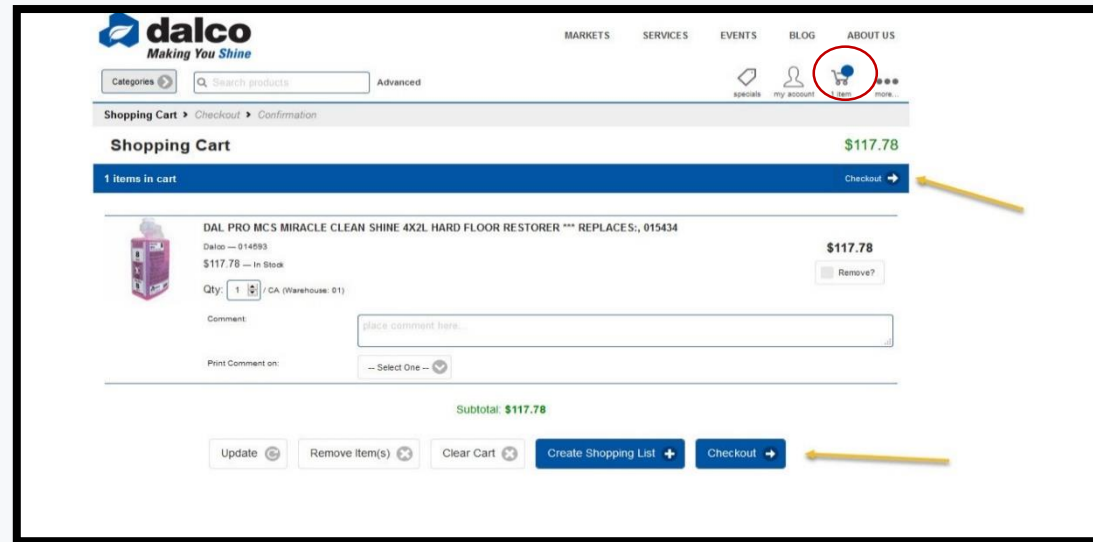 dalco
Making You Shine
MARKETS SERVICES EVENTS BLOG ABOUT US
Categories Search products Advanced
specials my account 1 item more...
Shopping Cart Checkout Confirmation
Shopping Cart $117.78
1 items in cart Checkout
DAL PRO MCS MIRACLE CLEAN SHINE 4X2L HARD FLOOR RESTORER *** REPLACES:, 015434
Dalco — 014693 $117.78
$117.78 — In Stock Remove?
Qty: 1 / CA (Warehouse: 01)
Comment: place comment here...
Print Comment on: -- Select One --
Subtotal: $117.78
Update Remove Item(s) Clear Cart Create Shopping List Checkout